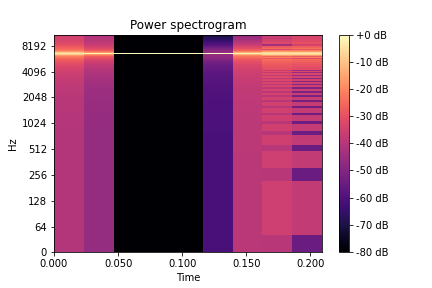 Power spectrogram
8192
4096
2048
1024
512
256
128
64
0
Hz
0.000 0.050 0.100 0.150 0.200
Time
+0 dB
-10 dB
-20 dB
-30 dB
-40 dB
-50 dB
-60 dB
-70 dB
-80 dB